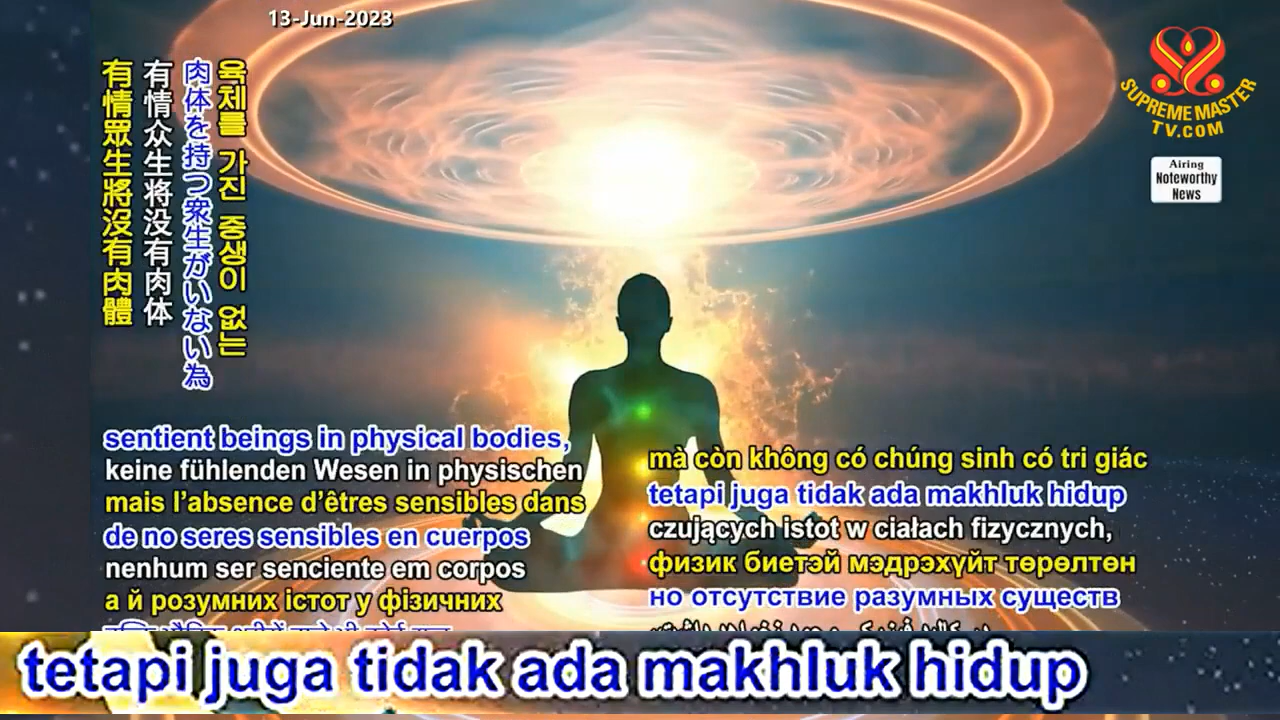 13-Jun-2023
SUPREME MASTER
TV.COM
Airing
Noteworthy
News
有情眾生將沒有肉體
有情众生将没有肉体
肉体を持つ衆生がいない為
육체를 가진 중생이 없는
sentient beings in physical bodies,
keine fühlenden Wesen in physischen
mais l'absence d'êtres sensibles dans
de no seres sensibles en cuerpos
nenhum ser senciente em corpos
а й розумних істот у фізичних
mà còn không có chúng sinh có tri giác
tetapi juga tidak ada makhluk hidup
czujących istot w ciałach fizycznych,
физик биетэй мэдрэхүйт төрөлтөн
но отсутствие разумных существ
tetapi juga tidak ada makhluk hidup